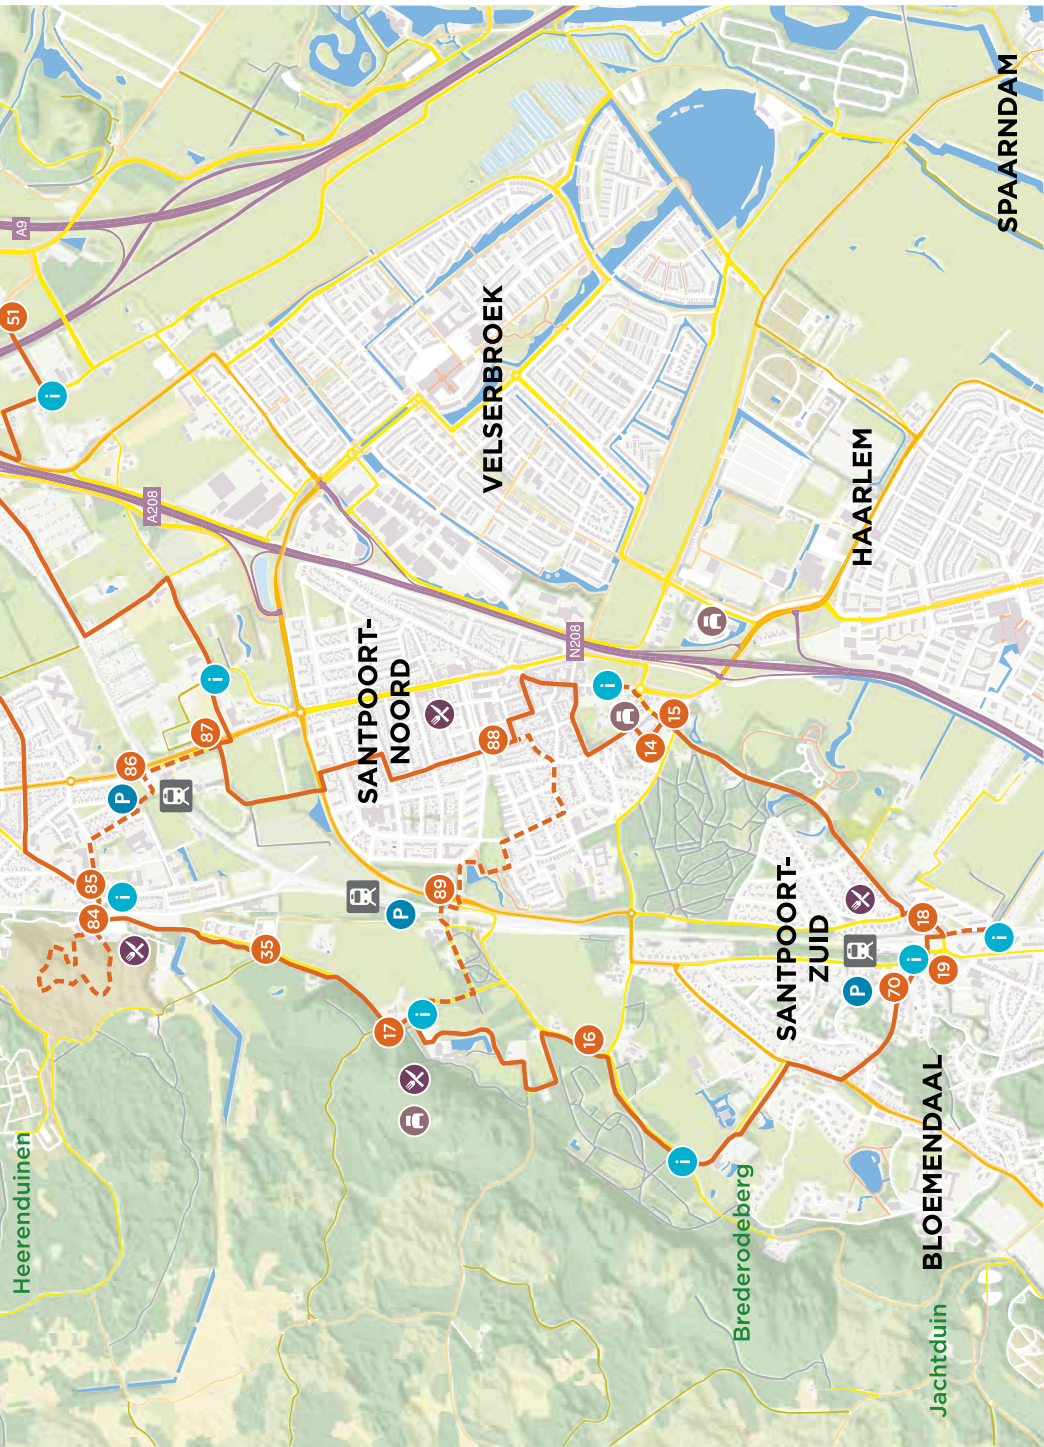 Heerenduinen
Brederodeberg
Jachtduin
BLOEMENDAAL
SANTPOORT-
ZUID
SANTPOORT-
NOORD
VELSERBROEK
HAARLEM
SPAARNDAM
A9
A208
N208
51
87
86
85
84
35
17
89
88
14
15
16
18
19
70
P
P
P
i
i
i
i
i
i
i
i